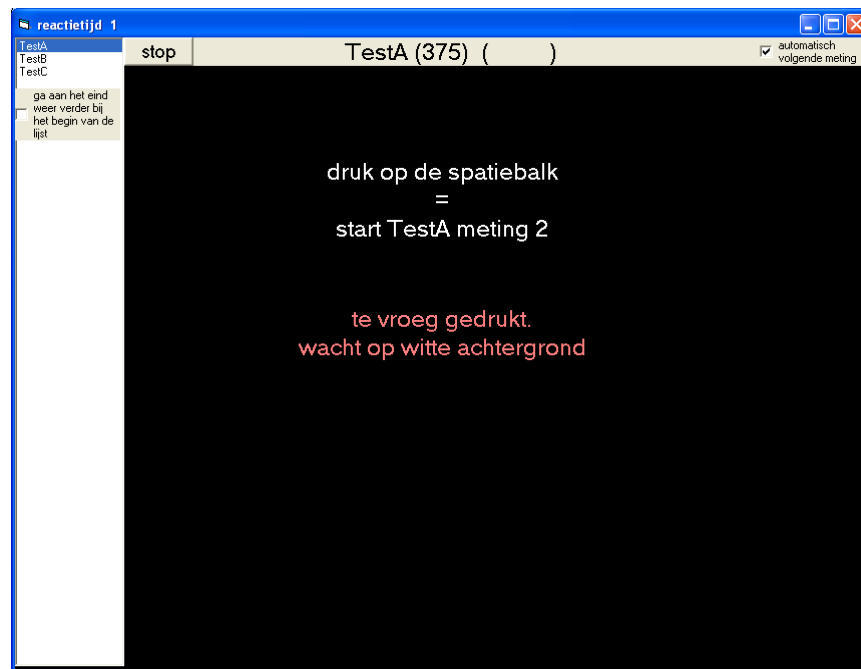 reactietijd 1
TestA
TestB
TestC
stop
TestA (375) ( )
automatisch
volgende meting
ga aan het eind
weer verder bij
het begin van de
lijst
druk op de spatiebalk
=
start TestA meting 2
te vroeg gedrukt.
wacht op witte achtergrond